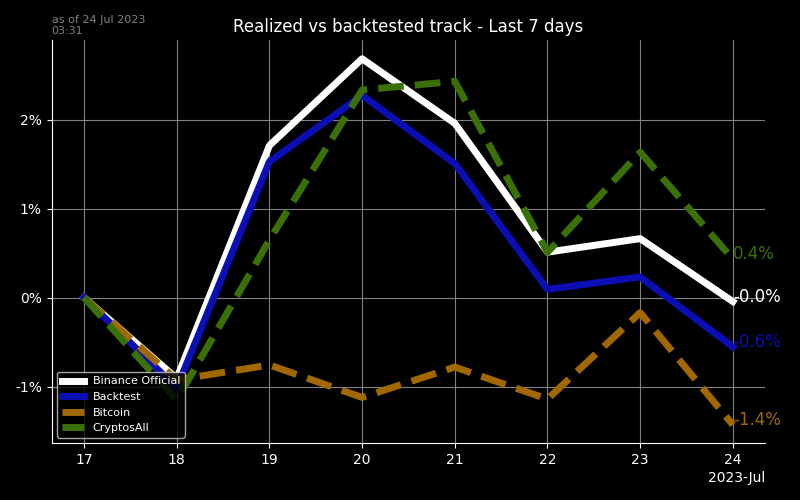 as of 24 Jul 2023
03:31
Realized vs backtested track - Last 7 days
2%
1%
0%
-1%
0.4%
-0.0%
-0.6%
-1.4%
Binance Official
Backtest
Bitcoin
CryptosAll
17 18 19 20 21 22 23 24
2023-Jul